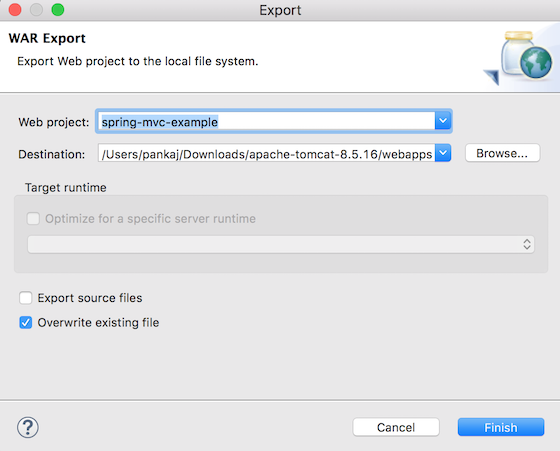 Export
WAR Export
Export Web project to the local file system.
Web project: spring-mvc-example
Destination: /Users/pankaj/Downloads/apache-tomcat-8.5.16/webapps Browse...
Target runtime
Optimize for a specific server runtime
Export source files
Overwrite existing file
? Cancel Finish